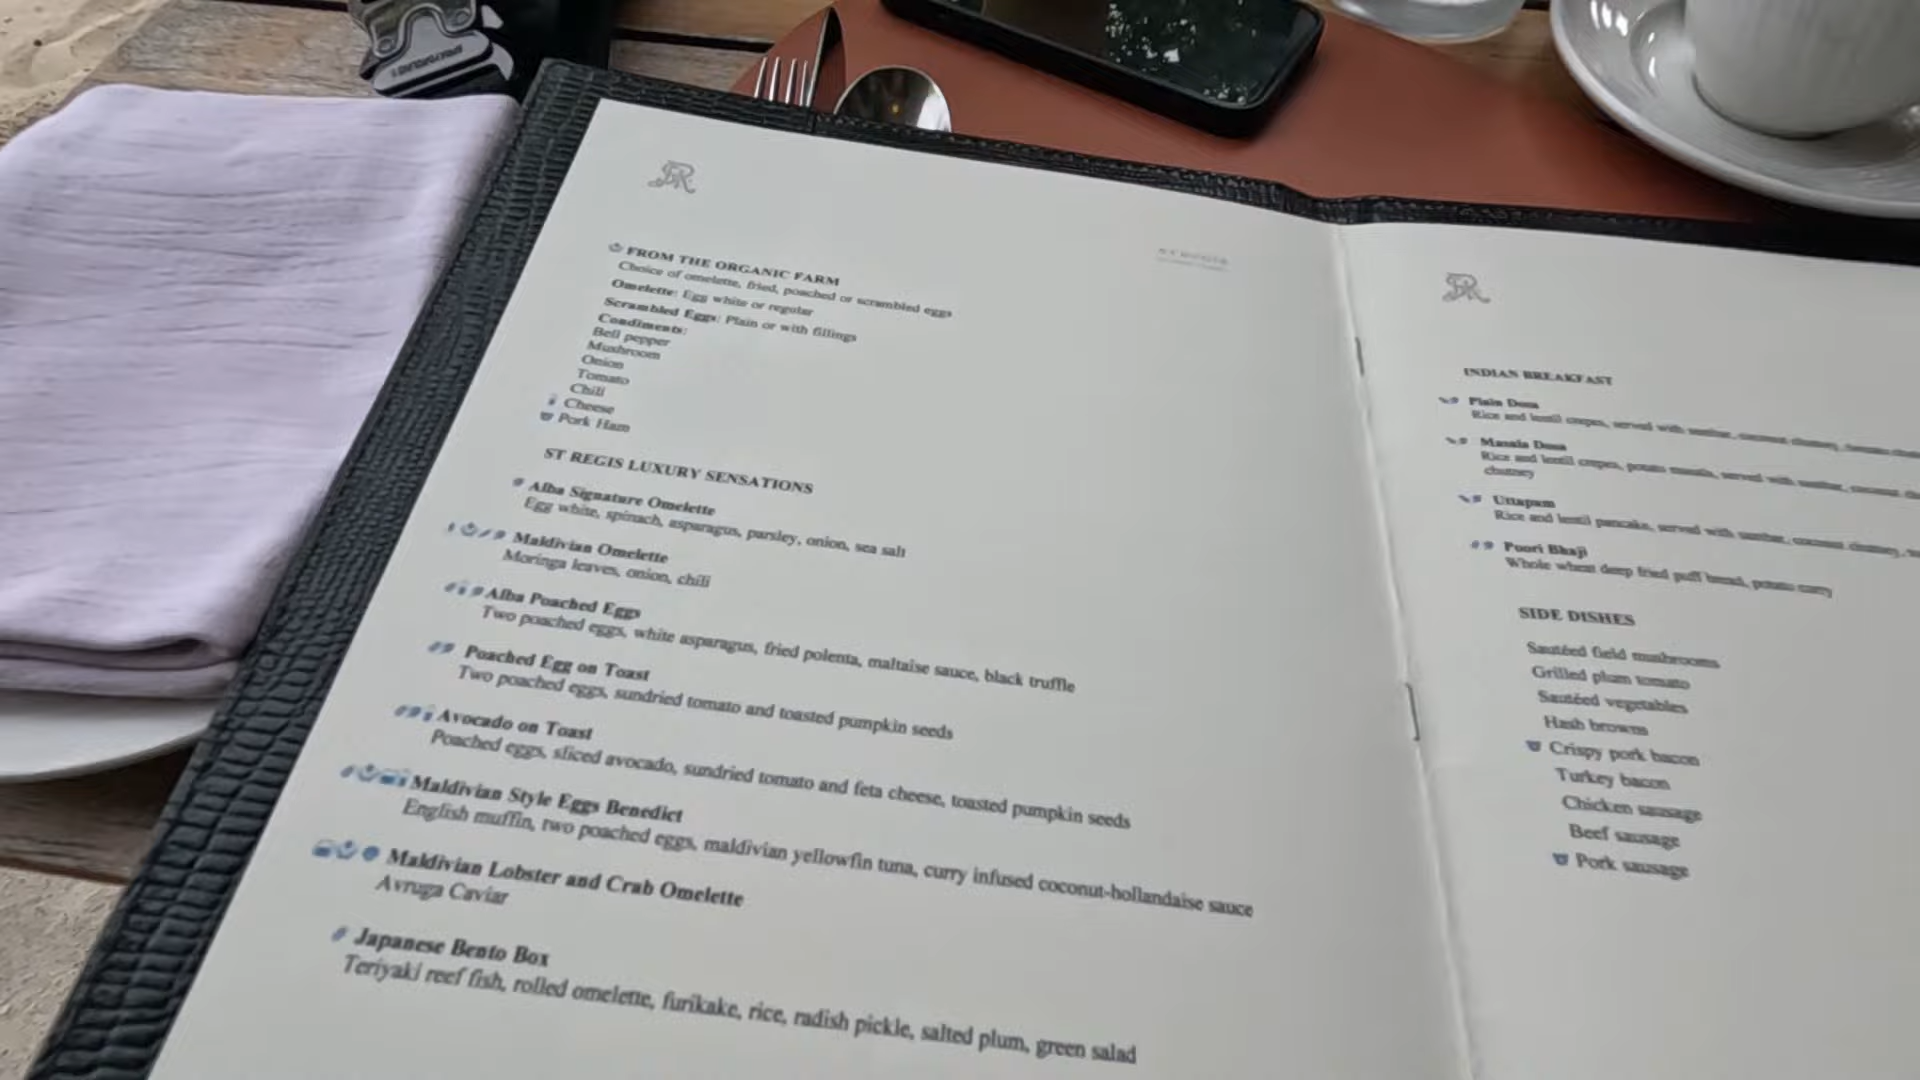 FROM THE ORGANIC FARM
Choice of omelette, fried, poached or scrambled eggs
Omelette: Egg white or regular
Scrambled Eggs: Plain or with fillings
Condiments:
Bell pepper
Mushroom
Onion
Tomato
Chili
Cheese
Pork Ham
ST REGIS LUXURY SENSATIONS
Alba Signature Omelette
Egg white, spinach, asparagus, parsley, onion, sea salt
Maldivian Omelette
Moringa leaves, onion, chili
Alba Poached Eggs
Two poached eggs, white asparagus, fried polenta, maltaise sauce, black truffle
Poached Egg on Toast
Two poached eggs, sundried tomato and toasted pumpkin seeds
Avocado on Toast
Poached eggs, sliced avocado, sundried tomato and feta cheese, toasted pumpkin seeds
Maldivian Style Eggs Benedict
English muffin, two poached eggs, maldivian yellowfin tuna, curry infused coconut-hollandaise sauce
Maldivian Lobster and Crab Omelette
Avruga Caviar
Japanese Bento Box
Teriyaki reef fish, rolled omelette, furikake, rice, radish pickle, salted plum, green salad
ST REGIS
INDIAN BREAKFAST
Plain Dosa
Rice and lentil crepes, served with sambar, coconut chutney,
Masala Dosa
Rice and lentil crepes, potato masala, served with sambar, coconut
chutney
Uttapam
Rice and lentil pancake, served with sambar, coconut chutney,
Poori Bhaji
Whole wheat deep fried puff bread, potato curry
SIDE DISHES
Sautéed field mushrooms
Grilled plum tomato
Sautéed vegetables
Hash browns
Crispy pork bacon
Turkey bacon
Chicken sausage
Beef sausage
Pork sausage